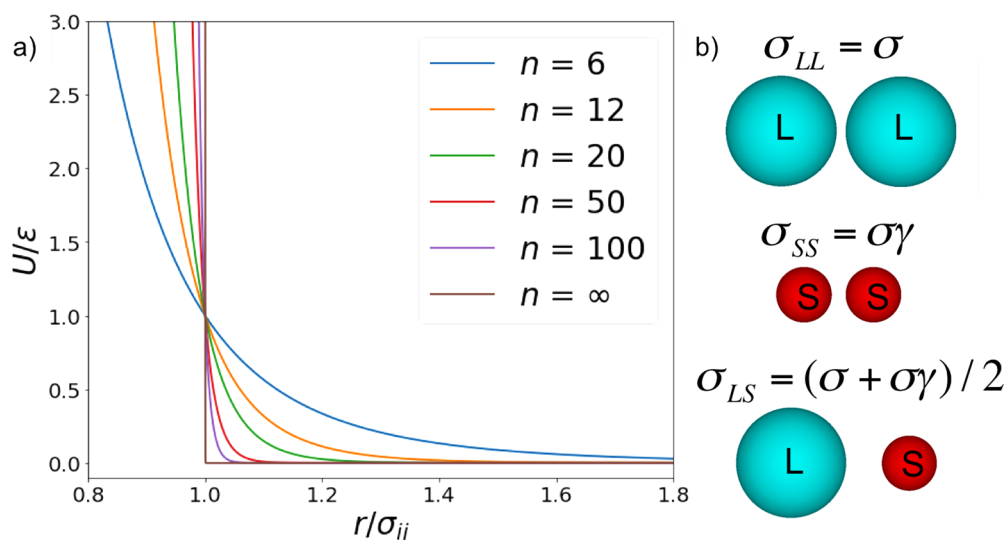 a)
U/ε
3.0
2.5
2.0
1.5
1.0
0.5
0.0
0.8
1.0
1.2
1.4
1.6
1.8
r/σij
n = 6
n = 12
n = 20
n = 50
n = 100
n = ∞
b)
σLL = σ
L L
σSS = σγ
S S
σLS = (σ + σγ) / 2
L S